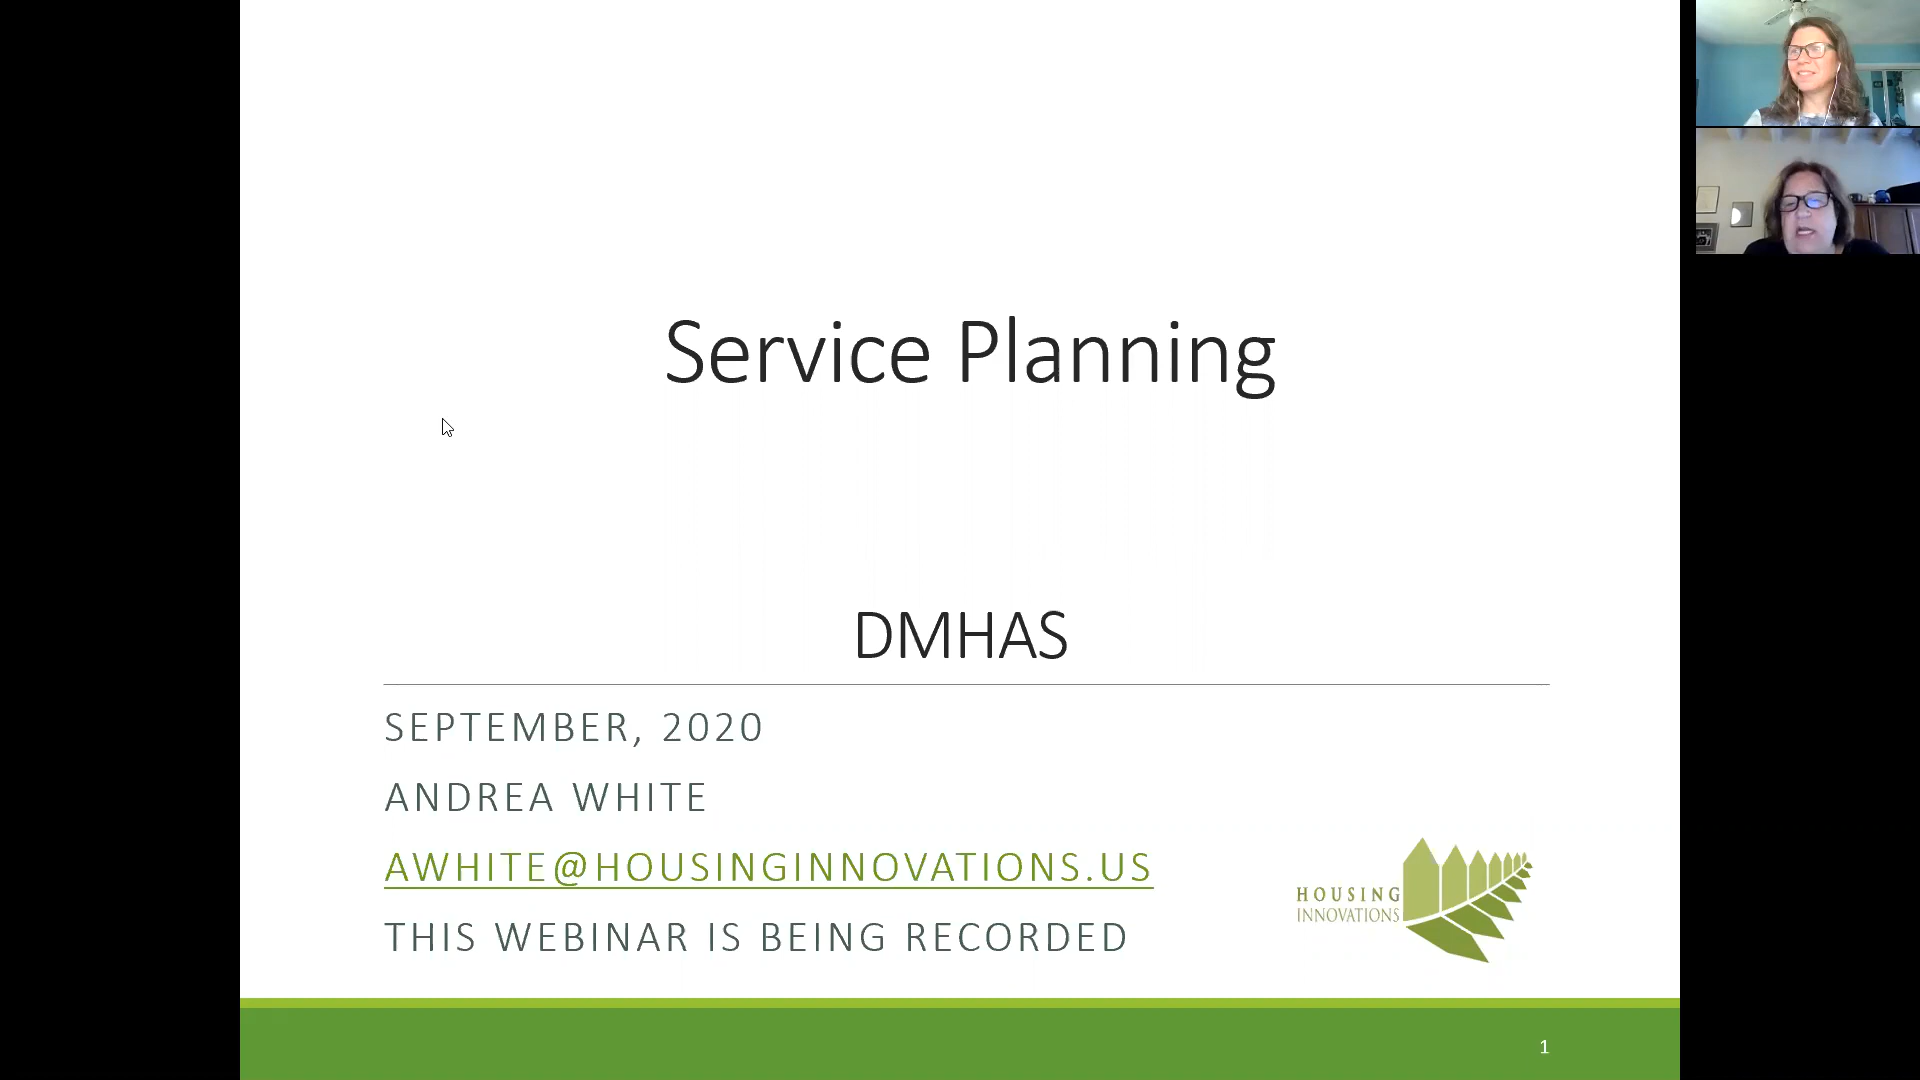 Service Planning
DMHAS
SEPTEMBER, 2020
ANDREA WHITE
AWHITE@HOUSINGINNOVATIONS.US
THIS WEBINAR IS BEING RECORDED
HOUSING
INNOVATIONS
1